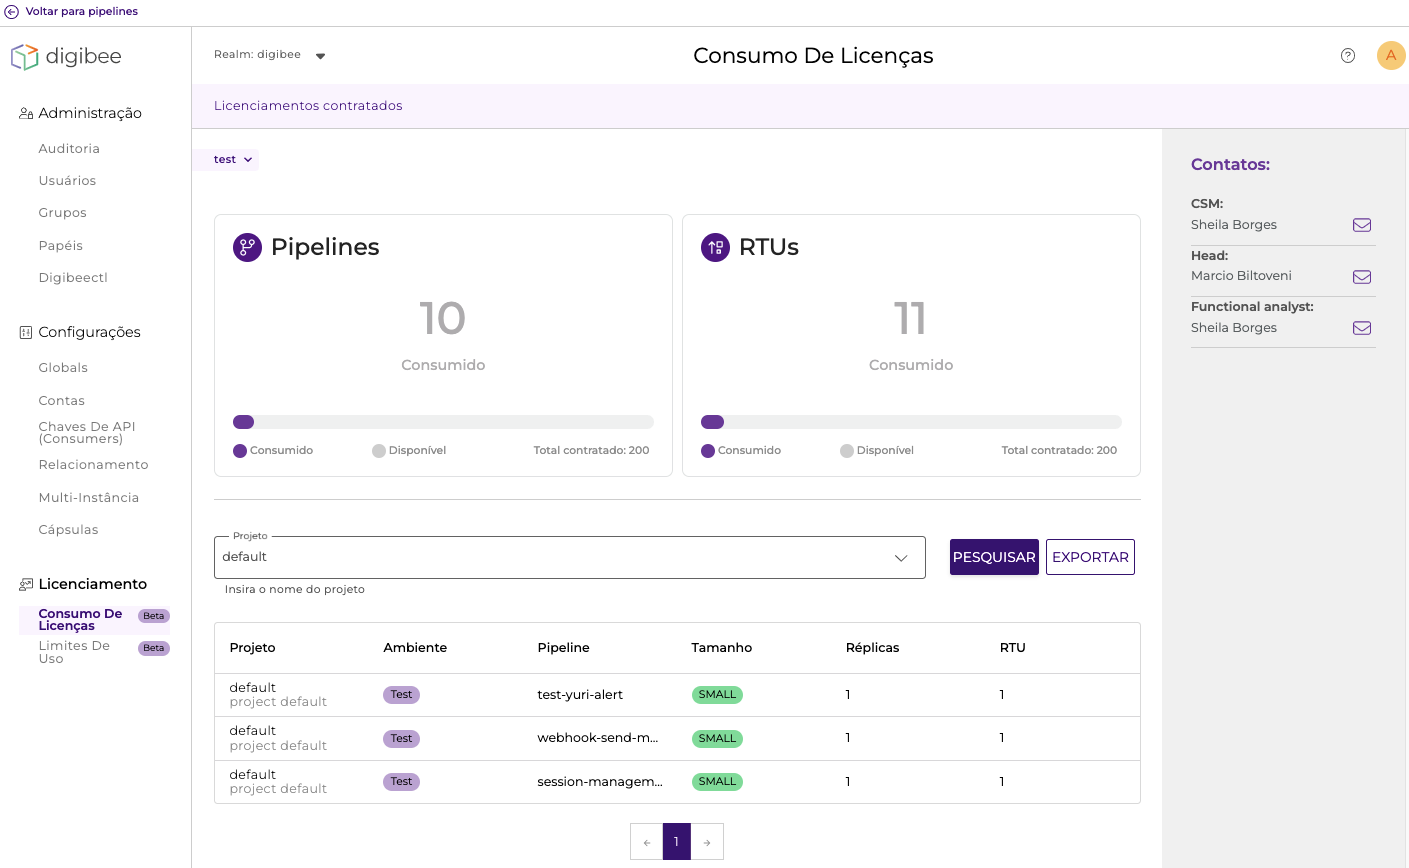 Voltar para pipelines
digibee
Realm: digibee
Consumo De Licenças
A
Licenciamentos contratados
Administração
Auditoria
Usuários
Grupos
Papéis
Digibeectl
Configurações
Globals
Contas
Chaves De API
(Consumers)
Relacionamento
Multi-Instância
Cápsulas
Licenciamento
Consumo De
Licenças
Beta
Limites De
Uso
Beta
test
Pipelines
10
Consumido
Consumido
Disponível
Total contratado: 200
RTUs
11
Consumido
Consumido
Disponível
Total contratado: 200
Projeto
default
Insira o nome do projeto
PESQUISAR
EXPORTAR
Projeto Ambiente Pipeline Tamanho Réplicas RTU
default
project default
Test test-yuri-alert SMALL 1 1
default
project default
Test webhook-send-m... SMALL 1 1
default
project default
Test session-managem... SMALL 1 1
← 1 →
Contatos:
CSM:
Sheila Borges
Head:
Marcio Biltoveni
Functional analyst:
Sheila Borges